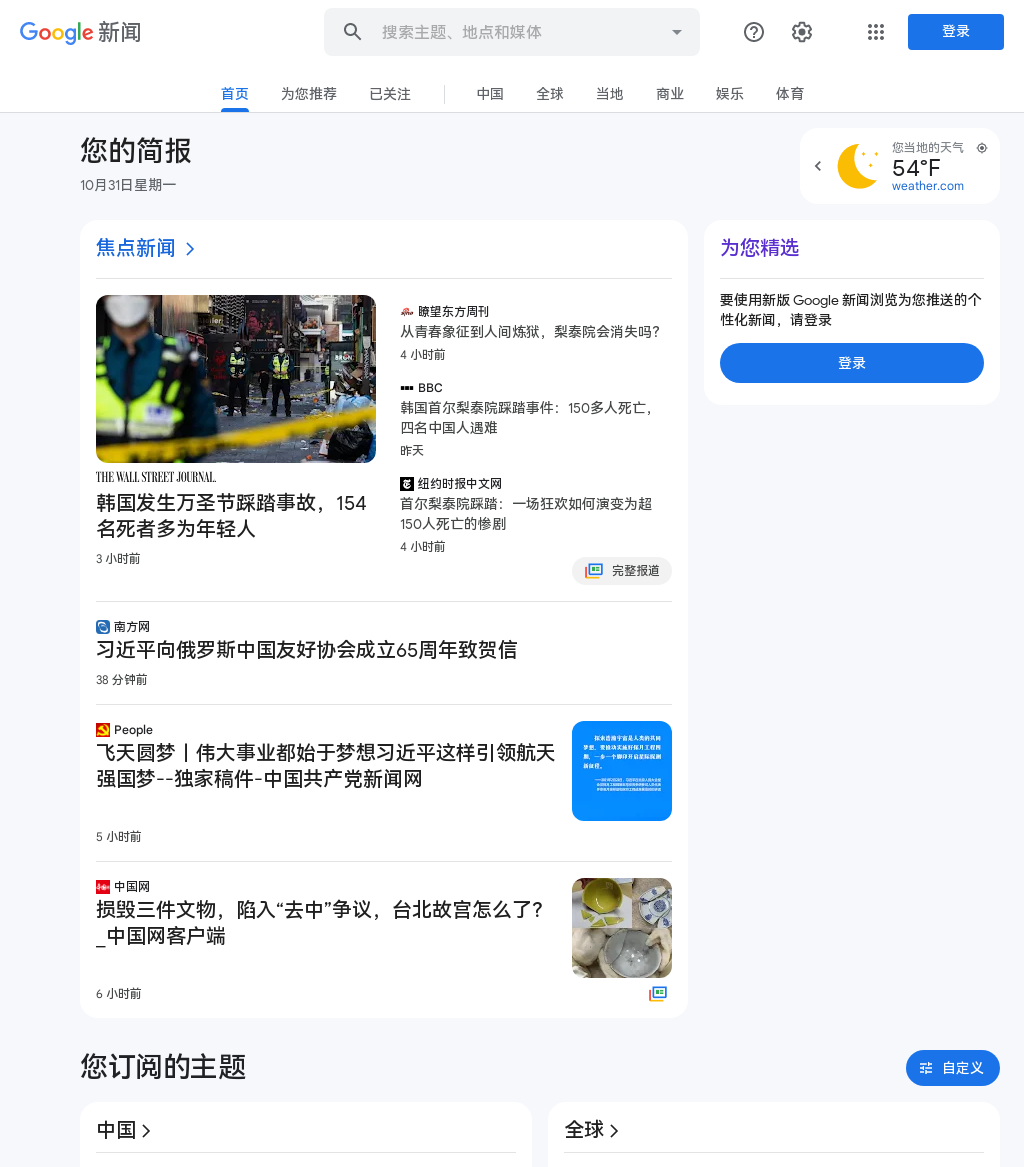 Google 新闻
搜索主题、地点和媒体
登录
首页
为您推荐
已关注
中国
全球
当地
商业
娱乐
体育
您的简报
10月31日星期一
您当地的天气
54°F
weather.com
焦点新闻
THE WALL STREET JOURNAL.
韩国发生万圣节踩踏事故，154
名死者多为年轻人
3 小时前
瞭望东方周刊
从青春象征到人间炼狱，梨泰院会消失吗？
4 小时前
BBC
韩国首尔梨泰院踩踏事件：150多人死亡，
四名中国人遇难
昨天
纽约时报中文网
首尔梨泰院踩踏：一场狂欢如何演变为超
150人死亡的惨剧
4 小时前
完整报道
南方网
习近平向俄罗斯中国友好协会成立65周年致贺信
38 分钟前
People
飞天圆梦丨伟大事业都始于梦想习近平这样引领航天
强国梦--独家稿件-中国共产党新闻网
5 小时前
探索浩瀚宇宙是人类的共同
梦想，要推动实施好探月工程四
期，一步一个脚印开启星际探测
新征程。
中国网
损毁三件文物，陷入“去中”争议，台北故宫怎么了？
_中国网客户端
6 小时前
为您精选
要使用新版 Google 新闻浏览为您推送的个
性化新闻，请登录
登录
您订阅的主题
自定义
中国
全球